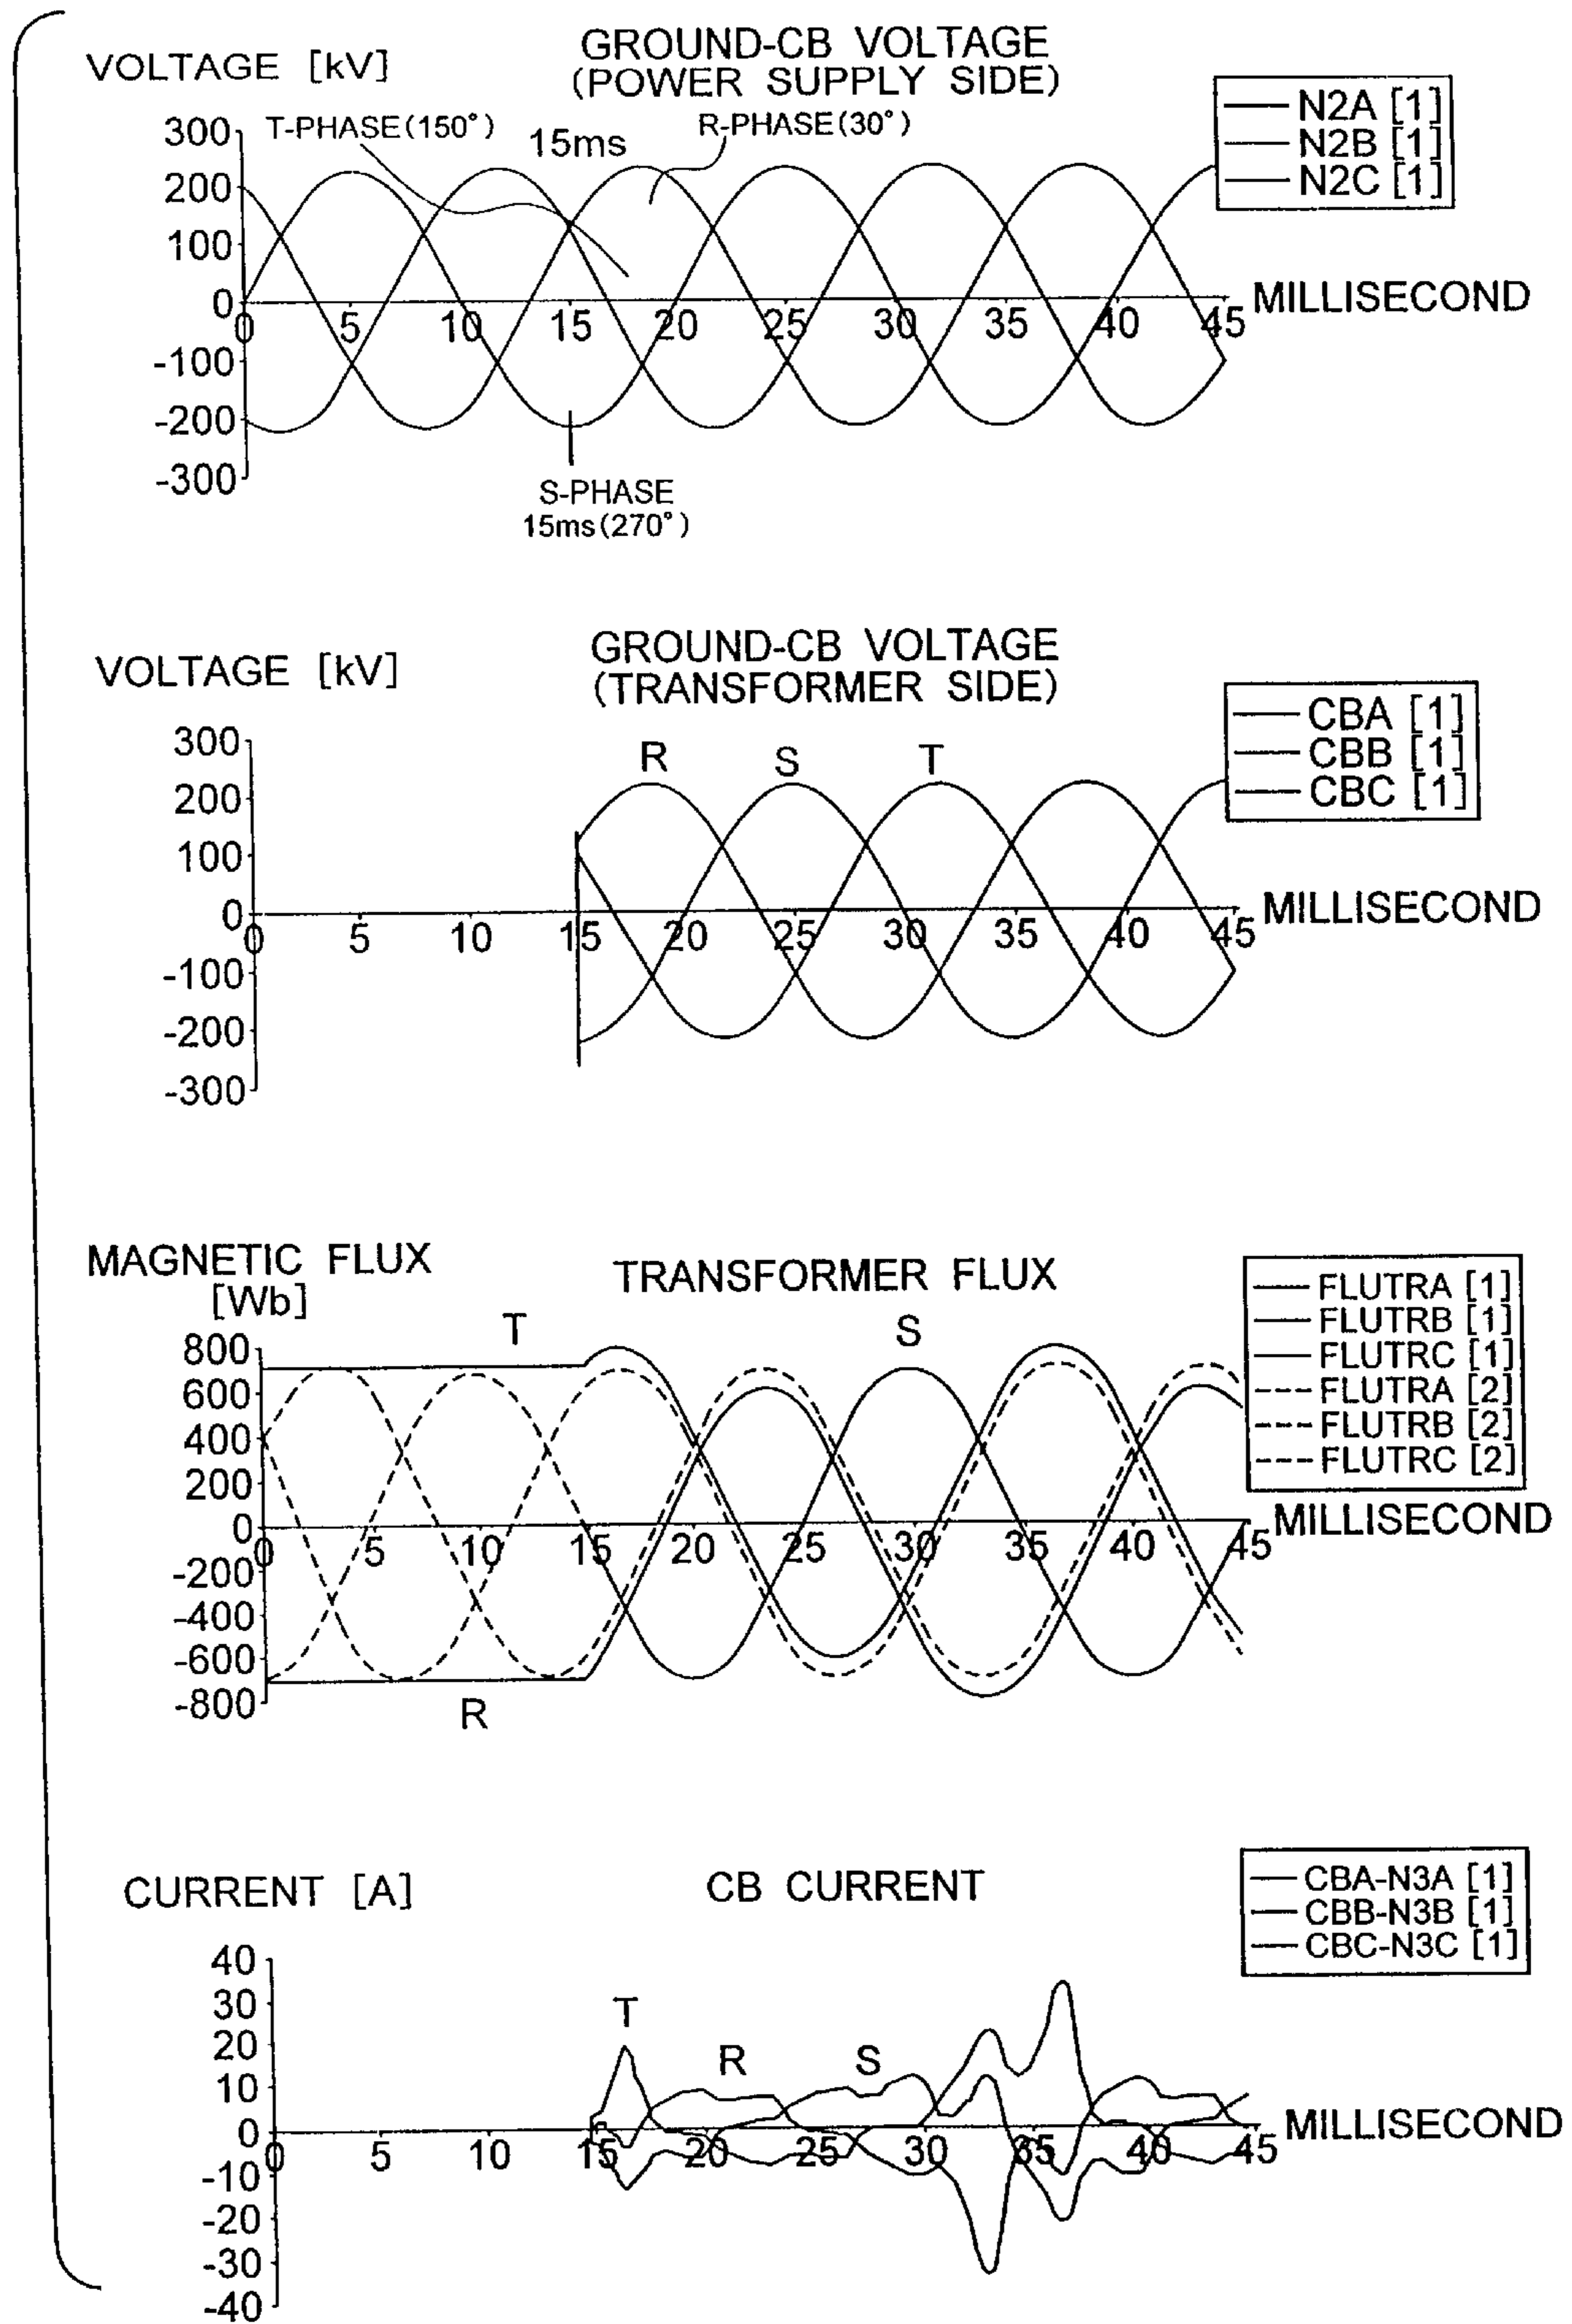 GROUND-CB VOLTAGE
(POWER SUPPLY SIDE)
VOLTAGE [kV]
N2A [1]
N2B [1]
N2C [1]
T-PHASE(150°)
15ms
R-PHASE(30°)
300
200
100
0
-100
-200
-300
0 5 10 15 20 25 30 35 40 45
MILLISECOND
S-PHASE
15ms(270°)
GROUND-CB VOLTAGE
(TRANSFORMER SIDE)
VOLTAGE [kV]
CBA [1]
CBB [1]
CBC [1]
R S T
300
200
100
0
-100
-200
-300
0 5 10 15 20 25 30 35 40 45
MILLISECOND
MAGNETIC FLUX
[Wb]
TRANSFORMER FLUX
FLUTRA [1]
FLUTRB [1]
FLUTRC [1]
FLUTRA [2]
FLUTRB [2]
FLUTRC [2]
T S
800
600
400
200
0
-200
-400
-600
-800
0 5 10 15 20 25 30 35 40 45
MILLISECOND
R
CURRENT [A]
CB CURRENT
CBA-N3A [1]
CBB-N3B [1]
CBC-N3C [1]
T
R S
40
30
20
10
0
-10
-20
-30
-40
0 5 10 15 20 25 30 35 40 45
MILLISECOND